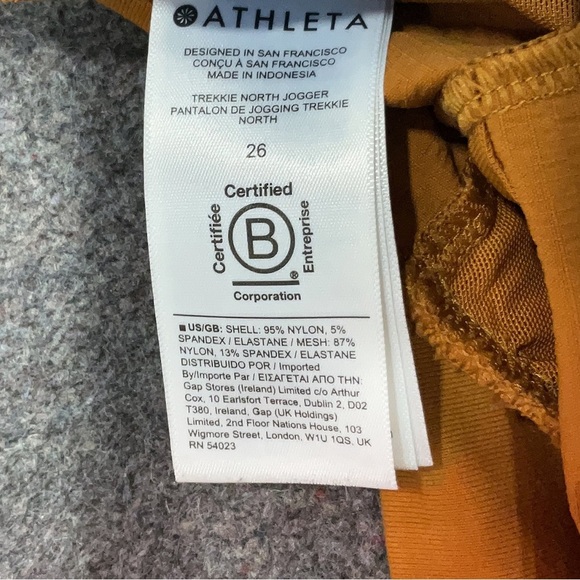 ATHLETA
DESIGNED IN SAN FRANCISCO
CONÇU À SAN FRANCISCO
MADE IN INDONESIA
TREKKIE NORTH JOGGER
PANTALON DE JOGGING TREKKIE
NORTH
26
Certified
Certifiée
B
®
Entreprise
Corporation
■ US/GB: SHELL: 95% NYLON, 5%
SPANDEX / ELASTANE / MESH: 87%
NYLON, 13% SPANDEX / ELASTANE
DISTRIBUIDO POR / Imported
By/Importe Par / ΕΙΣΑΓΕΤΑΙ ΑΠΟ ΤΗΝ:
Gap Stores (Ireland) Limited c/o Arthur
Cox, 10 Earlsfort Terrace, Dublin 2, D02
T380, Ireland, Gap (UK Holdings)
Limited, 2nd Floor Nations House, 103
Wigmore Street, London, W1U 1QS, UK
RN 54023